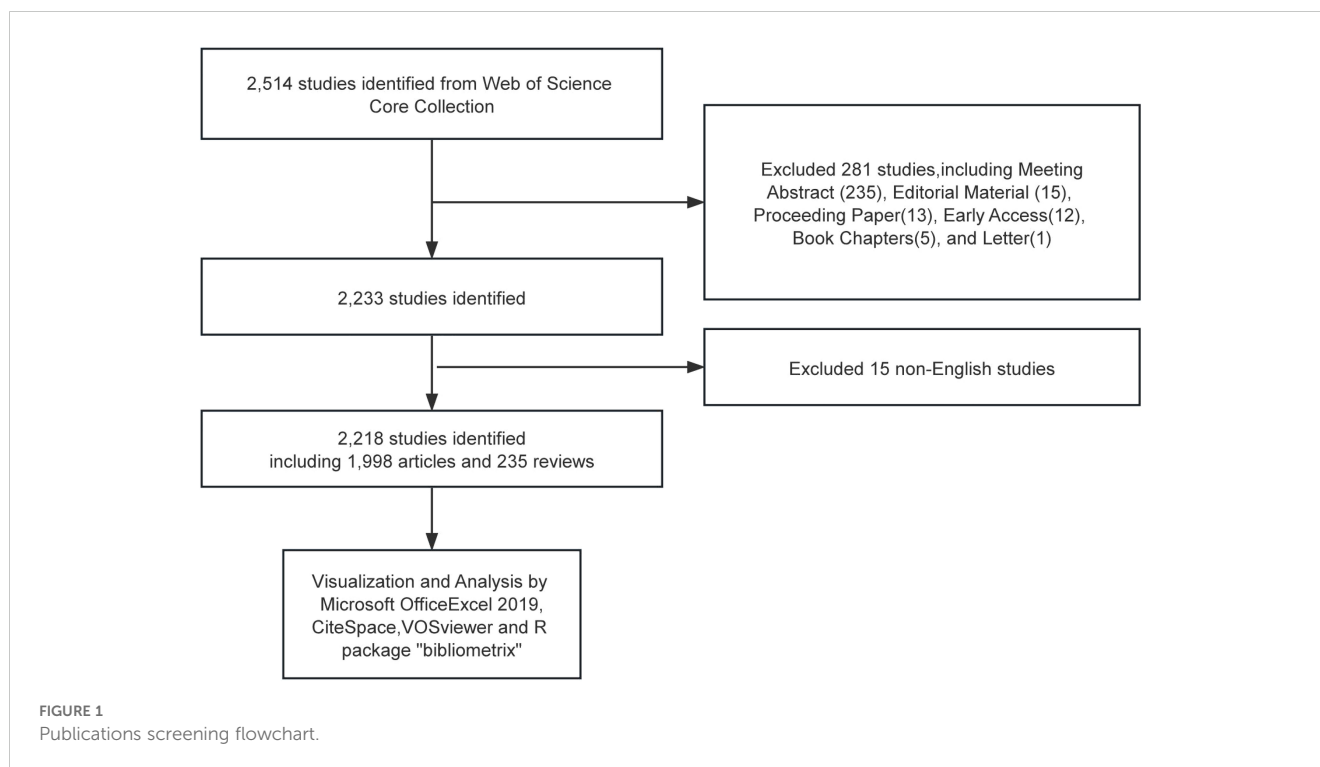 2,514 studies identified from Web of Science
Core Collection
Excluded 281 studies,including Meeting
Abstract (235), Editorial Material (15),
Proceeding Paper(13), Early Access(12),
Book Chapters(5), and Letter(1)
2,233 studies identified
Excluded 15 non-English studies
2,218 studies identified
including 1,998 articles and 235 reviews
Visualization and Analysis by
Microsoft OfficeExcel 2019,
CiteSpace,VOSviewer and R
package "bibliometrix"
FIGURE 1
Publications screening flowchart.